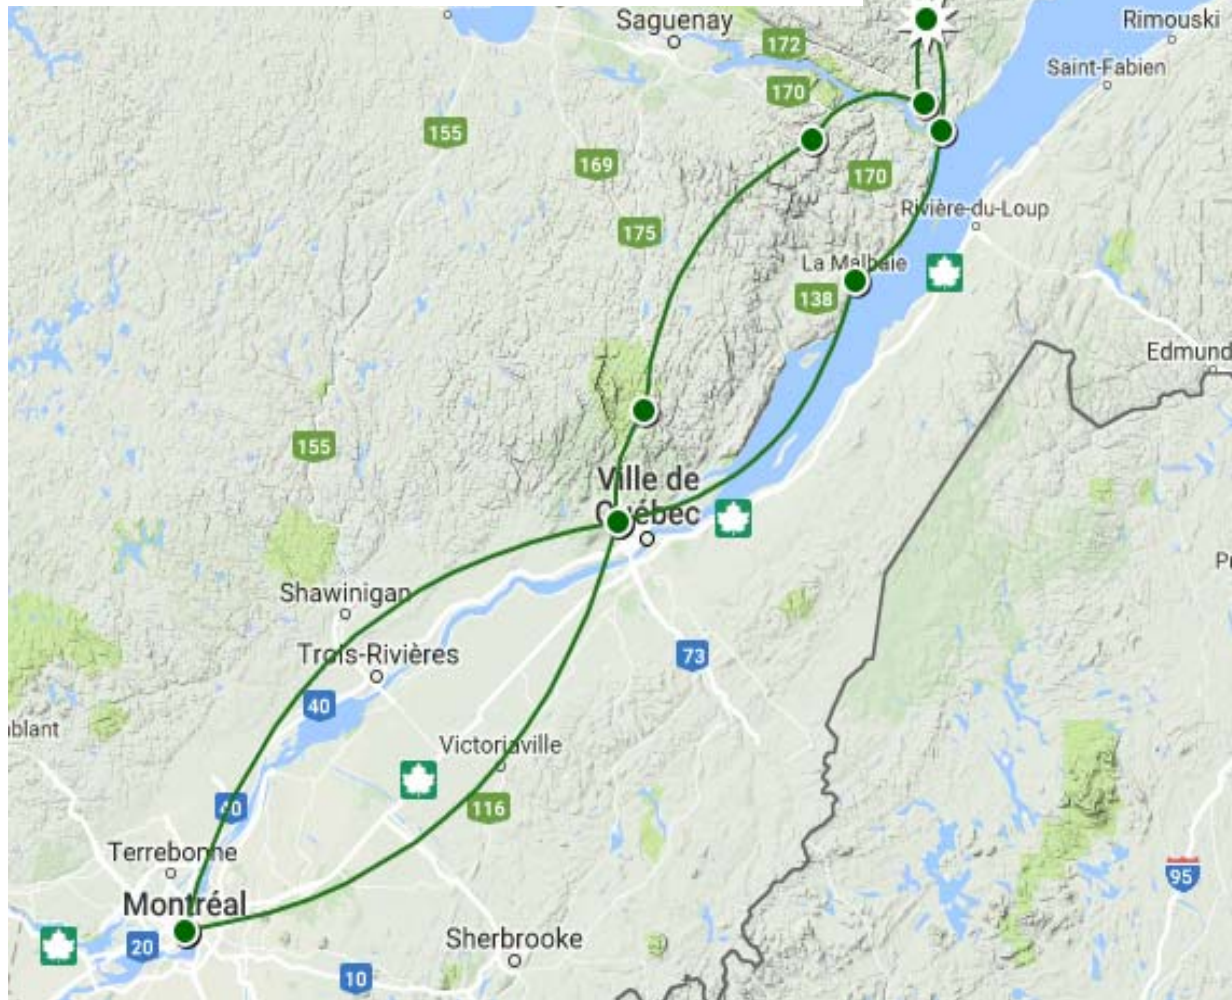 Saguenay
Rimouski
172
Saint-Fabien
170
155
169
170
Rivière-du-Loup
175
La Malbaie
138
Edmund
155
Ville de
Québec
Shawinigan
Trois-Rivières
73
40
ablant
Victoriaville
116
40
Terrebonne
95
Montréal
20
Sherbrooke
10